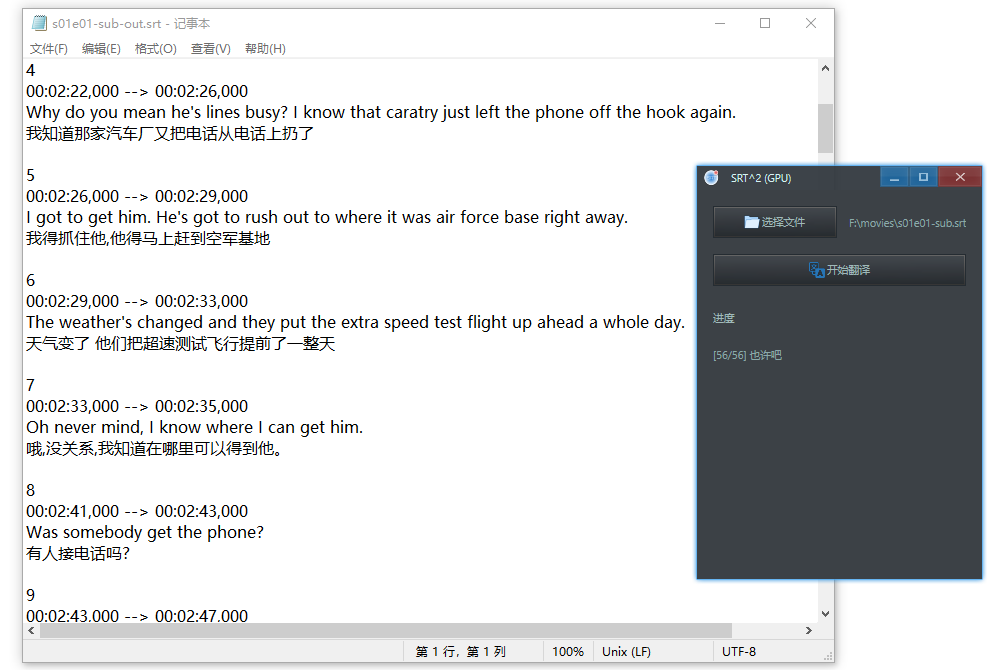 s01e01-sub-out.srt - 记事本
文件(F) 编辑(E) 格式(O) 查看(V) 帮助(H)
4
00:02:22,000 --> 00:02:26,000
Why do you mean he's lines busy? I know that caratry just left the phone off the hook again.
我知道那家汽车厂又把电话从电话上扔了
5
00:02:26,000 --> 00:02:29,000
I got to get him. He's got to rush out to where it was air force base right away.
我得抓住他,他得马上赶到空军基地
6
00:02:29,000 --> 00:02:33,000
The weather's changed and they put the extra speed test flight up ahead a whole day.
天气变了 他们把超速测试飞行提前了一整天
7
00:02:33,000 --> 00:02:35,000
Oh never mind, I know where I can get him.
哦,没关系,我知道在哪里可以得到他。
8
00:02:41,000 --> 00:02:43,000
Was somebody get the phone?
有人接电话吗?
9
00:02:43,000 --> 00:02:47,000
第 1 行，第 1 列 100% Unix (LF) UTF-8
SRT^2 (GPU)
选择文件 F:\movies\s01e01-sub.srt
开始翻译
进度
[56/56] 也许吧